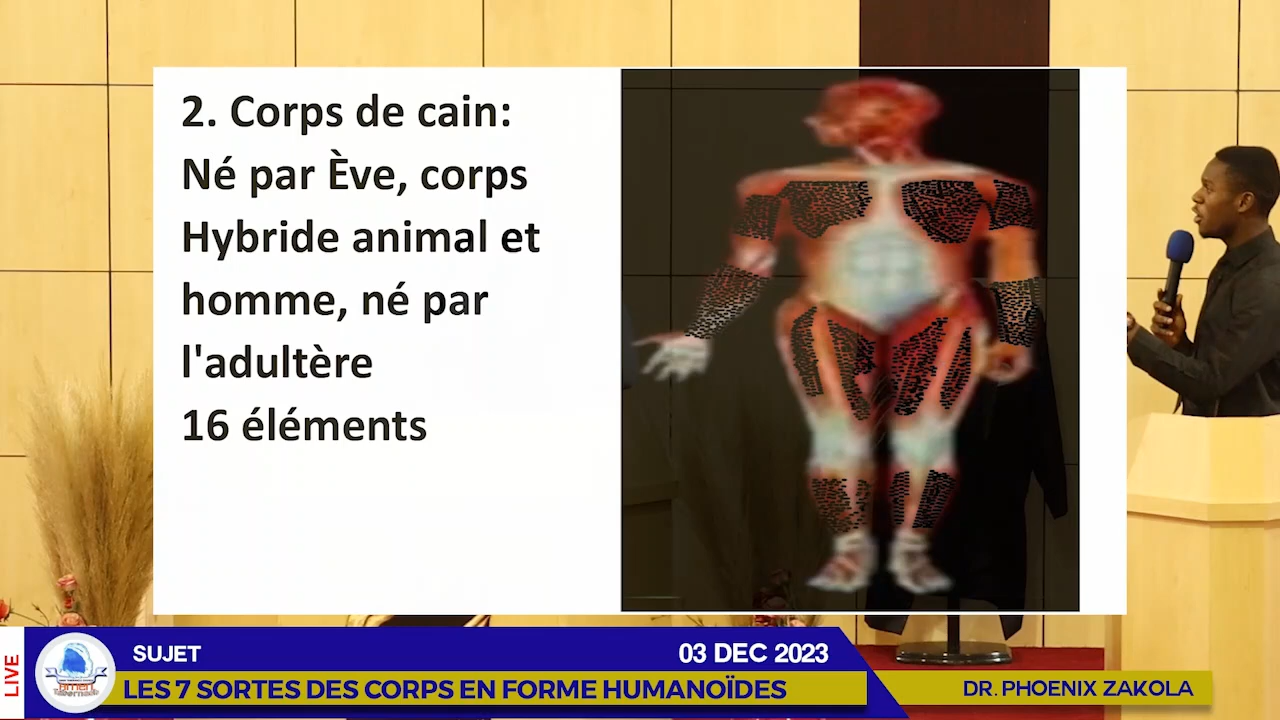 2. Corps de cain:
Né par Ève, corps
Hybride animal et
homme, né par
l'adultère
16 éléments
LIVE
SUJET
03 DEC 2023
LES 7 SORTES DES CORPS EN FORME HUMANOÏDES
DR. PHOENIX ZAKOLA